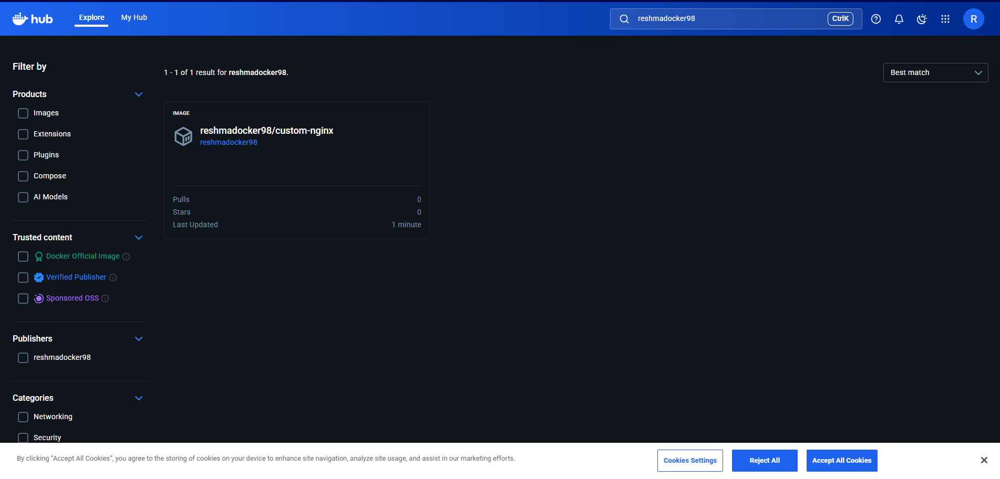 hub
Explore
My Hub
reshmadocker98
CtrlK
R
Filter by
Products
Images
Extensions
Plugins
Compose
AI Models
Trusted content
Docker Official Image
Verified Publisher
Sponsored OSS
Publishers
reshmadocker98
Categories
Networking
Security
1 - 1 of 1 result for reshmadocker98.
Best match
IMAGE
reshmadocker98/custom-nginx
reshmadocker98
Pulls 0
Stars 0
Last Updated 1 minute
By clicking “Accept All Cookies”, you agree to the storing of cookies on your device to enhance site navigation, analyze site usage, and assist in our marketing efforts.
Cookies Settings
Reject All
Accept All Cookies